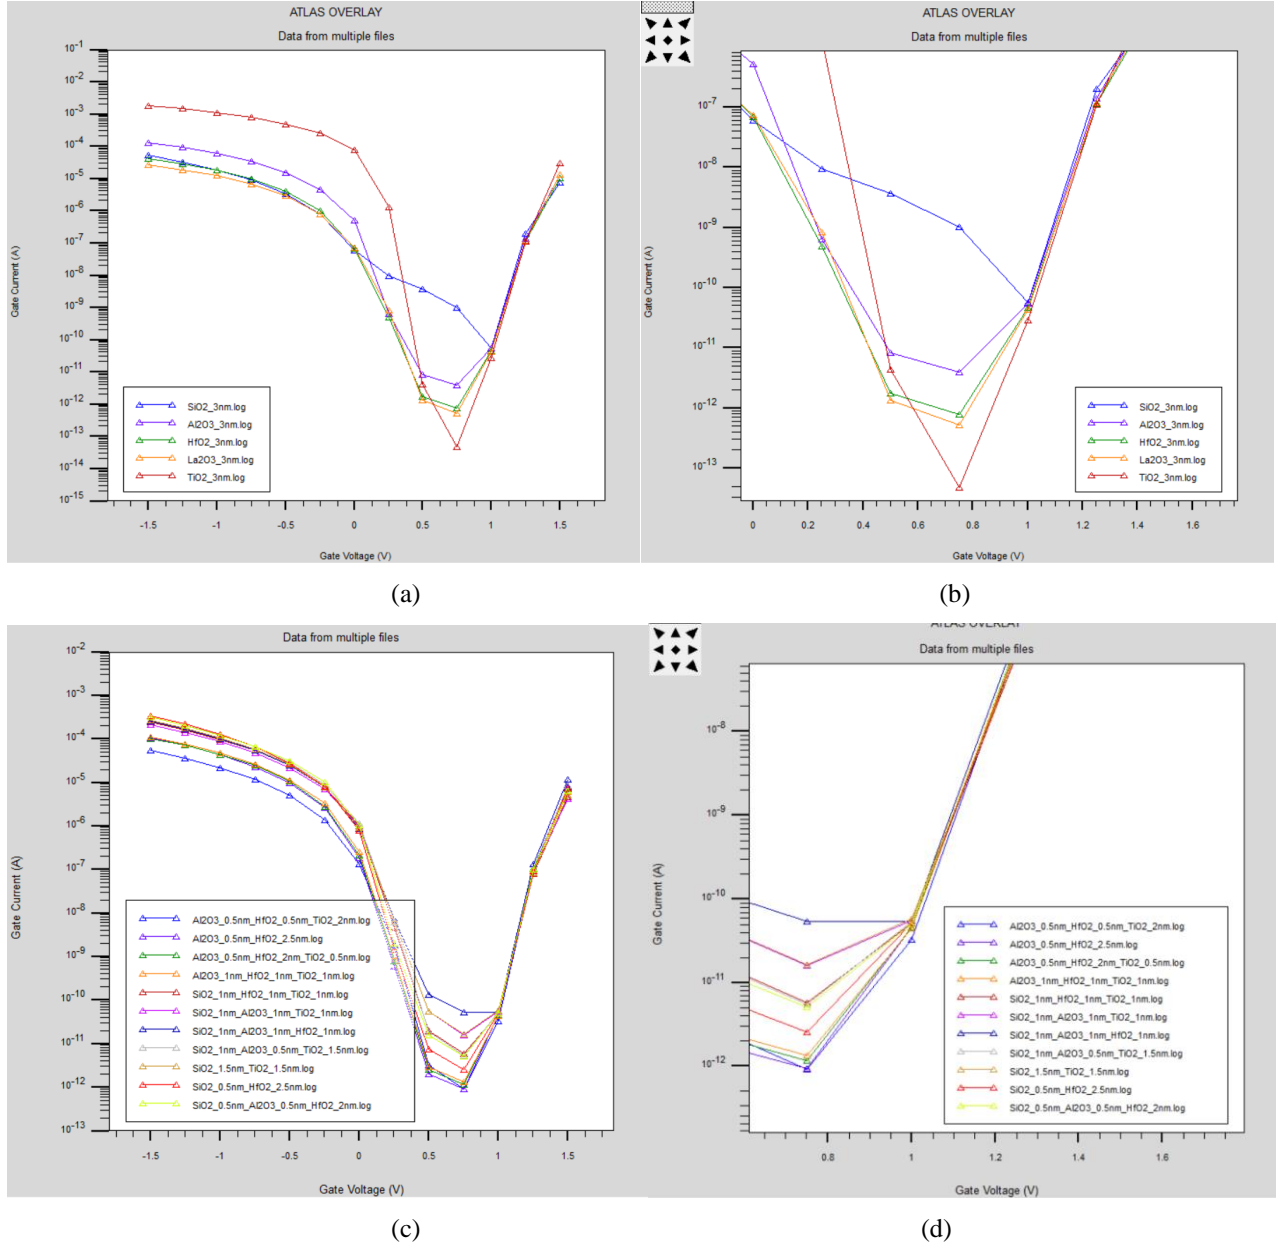 ATLAS OVERLAY
Data from multiple files
Gate Current (A)
10^-1
10^-2
10^-3
10^-4
10^-5
10^-6
10^-7
10^-8
10^-9
10^-10
10^-11
10^-12
10^-13
10^-14
10^-15
SiO2_3nm.log
Al2O3_3nm.log
HfO2_3nm.log
La2O3_3nm.log
TiO2_3nm.log
-1.5 -1 -0.5 0 0.5 1 1.5
Gate Voltage (V)
(a)
ATLAS OVERLAY
Data from multiple files
Gate Current (A)
10^-7
10^-8
10^-9
10^-10
10^-11
10^-12
10^-13
SiO2_3nm.log
Al2O3_3nm.log
HfO2_3nm.log
La2O3_3nm.log
TiO2_3nm.log
0 0.2 0.4 0.6 0.8 1 1.2 1.4 1.6
Gate Voltage (V)
(b)
Data from multiple files
Gate Current (A)
10^-2
10^-3
10^-4
10^-5
10^-6
10^-7
10^-8
10^-9
10^-10
10^-11
10^-12
10^-13
Al2O3_0.5nm_HfO2_0.5nm_TiO2_2nm.log
Al2O3_0.5nm_HfO2_2.5nm.log
Al2O3_0.5nm_HfO2_2nm_TiO2_0.5nm.log
Al2O3_1nm_HfO2_1nm_TiO2_1nm.log
SiO2_1nm_HfO2_1nm_TiO2_1nm.log
SiO2_1nm_Al2O3_1nm_TiO2_1nm.log
SiO2_1nm_Al2O3_1nm_HfO2_1nm.log
SiO2_1nm_Al2O3_0.5nm_TiO2_1.5nm.log
SiO2_1.5nm_TiO2_1.5nm.log
SiO2_0.5nm_HfO2_2.5nm.log
SiO2_0.5nm_Al2O3_0.5nm_HfO2_2nm.log
-1.5 -1 -0.5 0 0.5 1 1.5
Gate Voltage (V)
(c)
ATLAS OVERLAY
Data from multiple files
Gate Current (A)
10^-8
10^-9
10^-10
10^-11
10^-12
Al2O3_0.5nm_HfO2_0.5nm_TiO2_2nm.log
Al2O3_0.5nm_HfO2_2.5nm.log
Al2O3_0.5nm_HfO2_2nm_TiO2_0.5nm.log
Al2O3_1nm_HfO2_1nm_TiO2_1nm.log
SiO2_1nm_HfO2_1nm_TiO2_1nm.log
SiO2_1nm_Al2O3_1nm_TiO2_1nm.log
SiO2_1nm_Al2O3_1nm_HfO2_1nm.log
SiO2_1nm_Al2O3_0.5nm_TiO2_1.5nm.log
SiO2_1.5nm_TiO2_1.5nm.log
SiO2_0.5nm_HfO2_2.5nm.log
SiO2_0.5nm_Al2O3_0.5nm_HfO2_2nm.log
0.8 1 1.2 1.4 1.6
Gate Voltage (V)
(d)